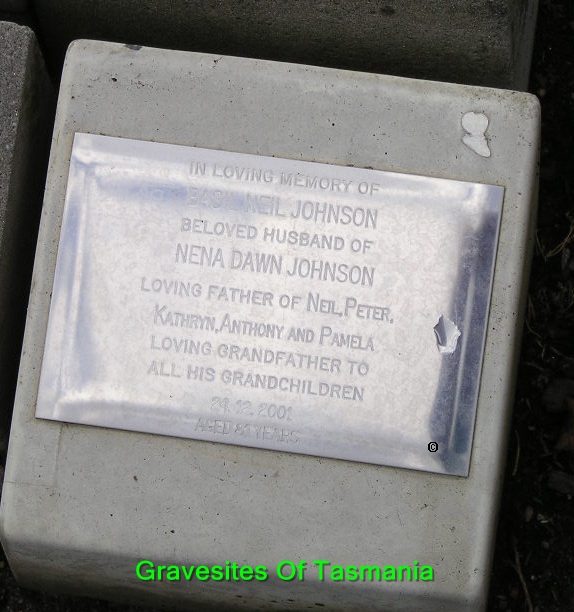 IN LOVING MEMORY OF
NEIL JOHNSON
BELOVED HUSBAND OF
NENA DAWN JOHNSON
LOVING FATHER OF NEIL, PETER,
KATHRYN, ANTHONY AND PAMELA
LOVING GRANDFATHER TO
ALL HIS GRANDCHILDREN
12. 2001
AGED YEARS
©
Gravesites Of Tasmania